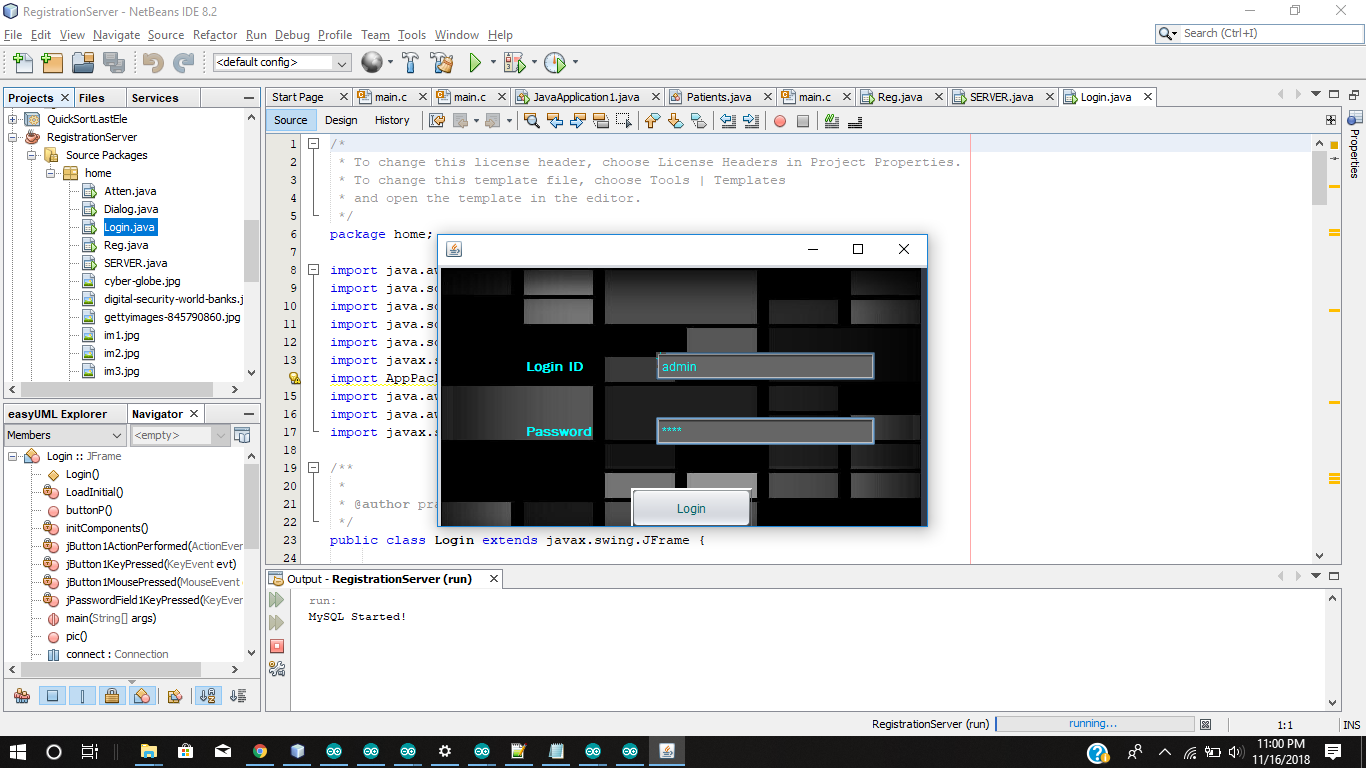 RegistrationServer - NetBeans IDE 8.2
File Edit View Navigate Source Refactor Run Debug Profile Team Tools Window Help
Search (Ctrl+I)
<default config>
Projects Files Services
QuickSortLastEle
RegistrationServer
Source Packages
home
Atten.java
Dialog.java
Login.java
Reg.java
SERVER.java
cyber-globe.jpg
digital-security-world-banks.j
gettyimages-845790860.jpg
im1.jpg
im2.jpg
im3.jpg
easyUML Explorer Navigator
Members <empty>
Login :: JFrame
Login()
LoadInitial()
buttonP()
initComponents()
jButton1ActionPerformed(ActionEven
jButton1KeyPressed(KeyEvent evt)
jButton1MousePressed(MouseEvent
jPasswordField1KeyPressed(KeyEven
main(String[] args)
pic()
connect : Connection
Start Page main.c main.c JavaApplication1.java Patients.java main.c Reg.java SERVER.java Login.java
Source Design History
1 /*
2 * To change this license header, choose License Headers in Project Properties.
3 * To change this template file, choose Tools | Templates
4 * and open the template in the editor.
5 */
6 package home;
7
8 import java.aw
9 import java.sq
10 import java.sq
11 import java.sq
12 import java.sq
13 import javax.s
import AppPack
15 import java.aw
16 import java.aw
17 import javax.s
18
19 /**
20 *
21 * @author pra
22 */
23 public class Login extends javax.swing.JFrame {
24
Login ID admin
Password ****
Login
Properties
Output - RegistrationServer (run)
run:
MySQL Started!
RegistrationServer (run) running... 1:1 INS
11:00 PM
11/16/2018